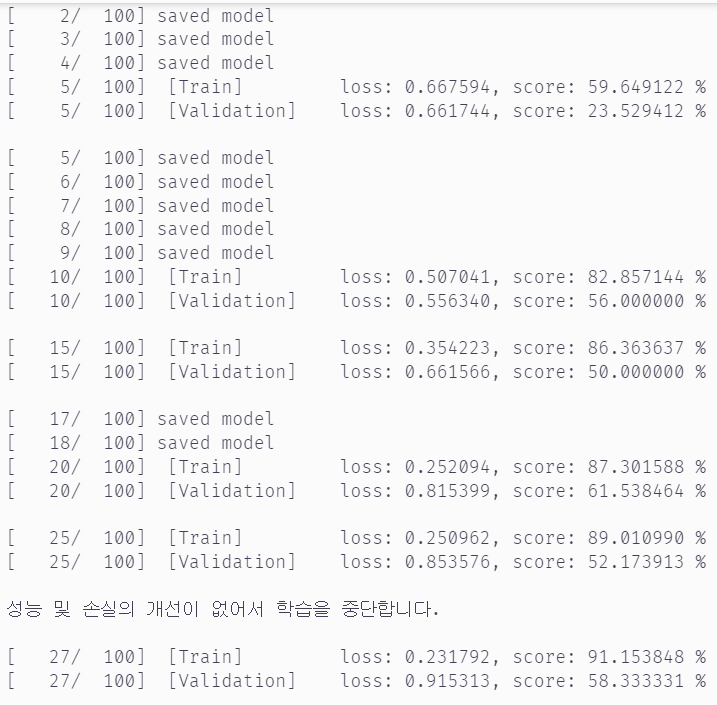 [    2/  100] saved model
[    3/  100] saved model
[    4/  100] saved model
[    5/  100]  [Train]         loss: 0.667594, score: 59.649122 %
[    5/  100]  [Validation]    loss: 0.661744, score: 23.529412 %
[    5/  100] saved model
[    6/  100] saved model
[    7/  100] saved model
[    8/  100] saved model
[    9/  100] saved model
[   10/  100]  [Train]         loss: 0.507041, score: 82.857144 %
[   10/  100]  [Validation]    loss: 0.556340, score: 56.000000 %
[   15/  100]  [Train]         loss: 0.354223, score: 86.363637 %
[   15/  100]  [Validation]    loss: 0.661566, score: 50.000000 %
[   17/  100] saved model
[   18/  100] saved model
[   20/  100]  [Train]         loss: 0.252094, score: 87.301588 %
[   20/  100]  [Validation]    loss: 0.815399, score: 61.538464 %
[   25/  100]  [Train]         loss: 0.250962, score: 89.010990 %
[   25/  100]  [Validation]    loss: 0.853576, score: 52.173913 %
성능 및 손실의 개선이 없어서 학습을 중단합니다.
[   27/  100]  [Train]         loss: 0.231792, score: 91.153848 %
[   27/  100]  [Validation]    loss: 0.915313, score: 58.333331 %